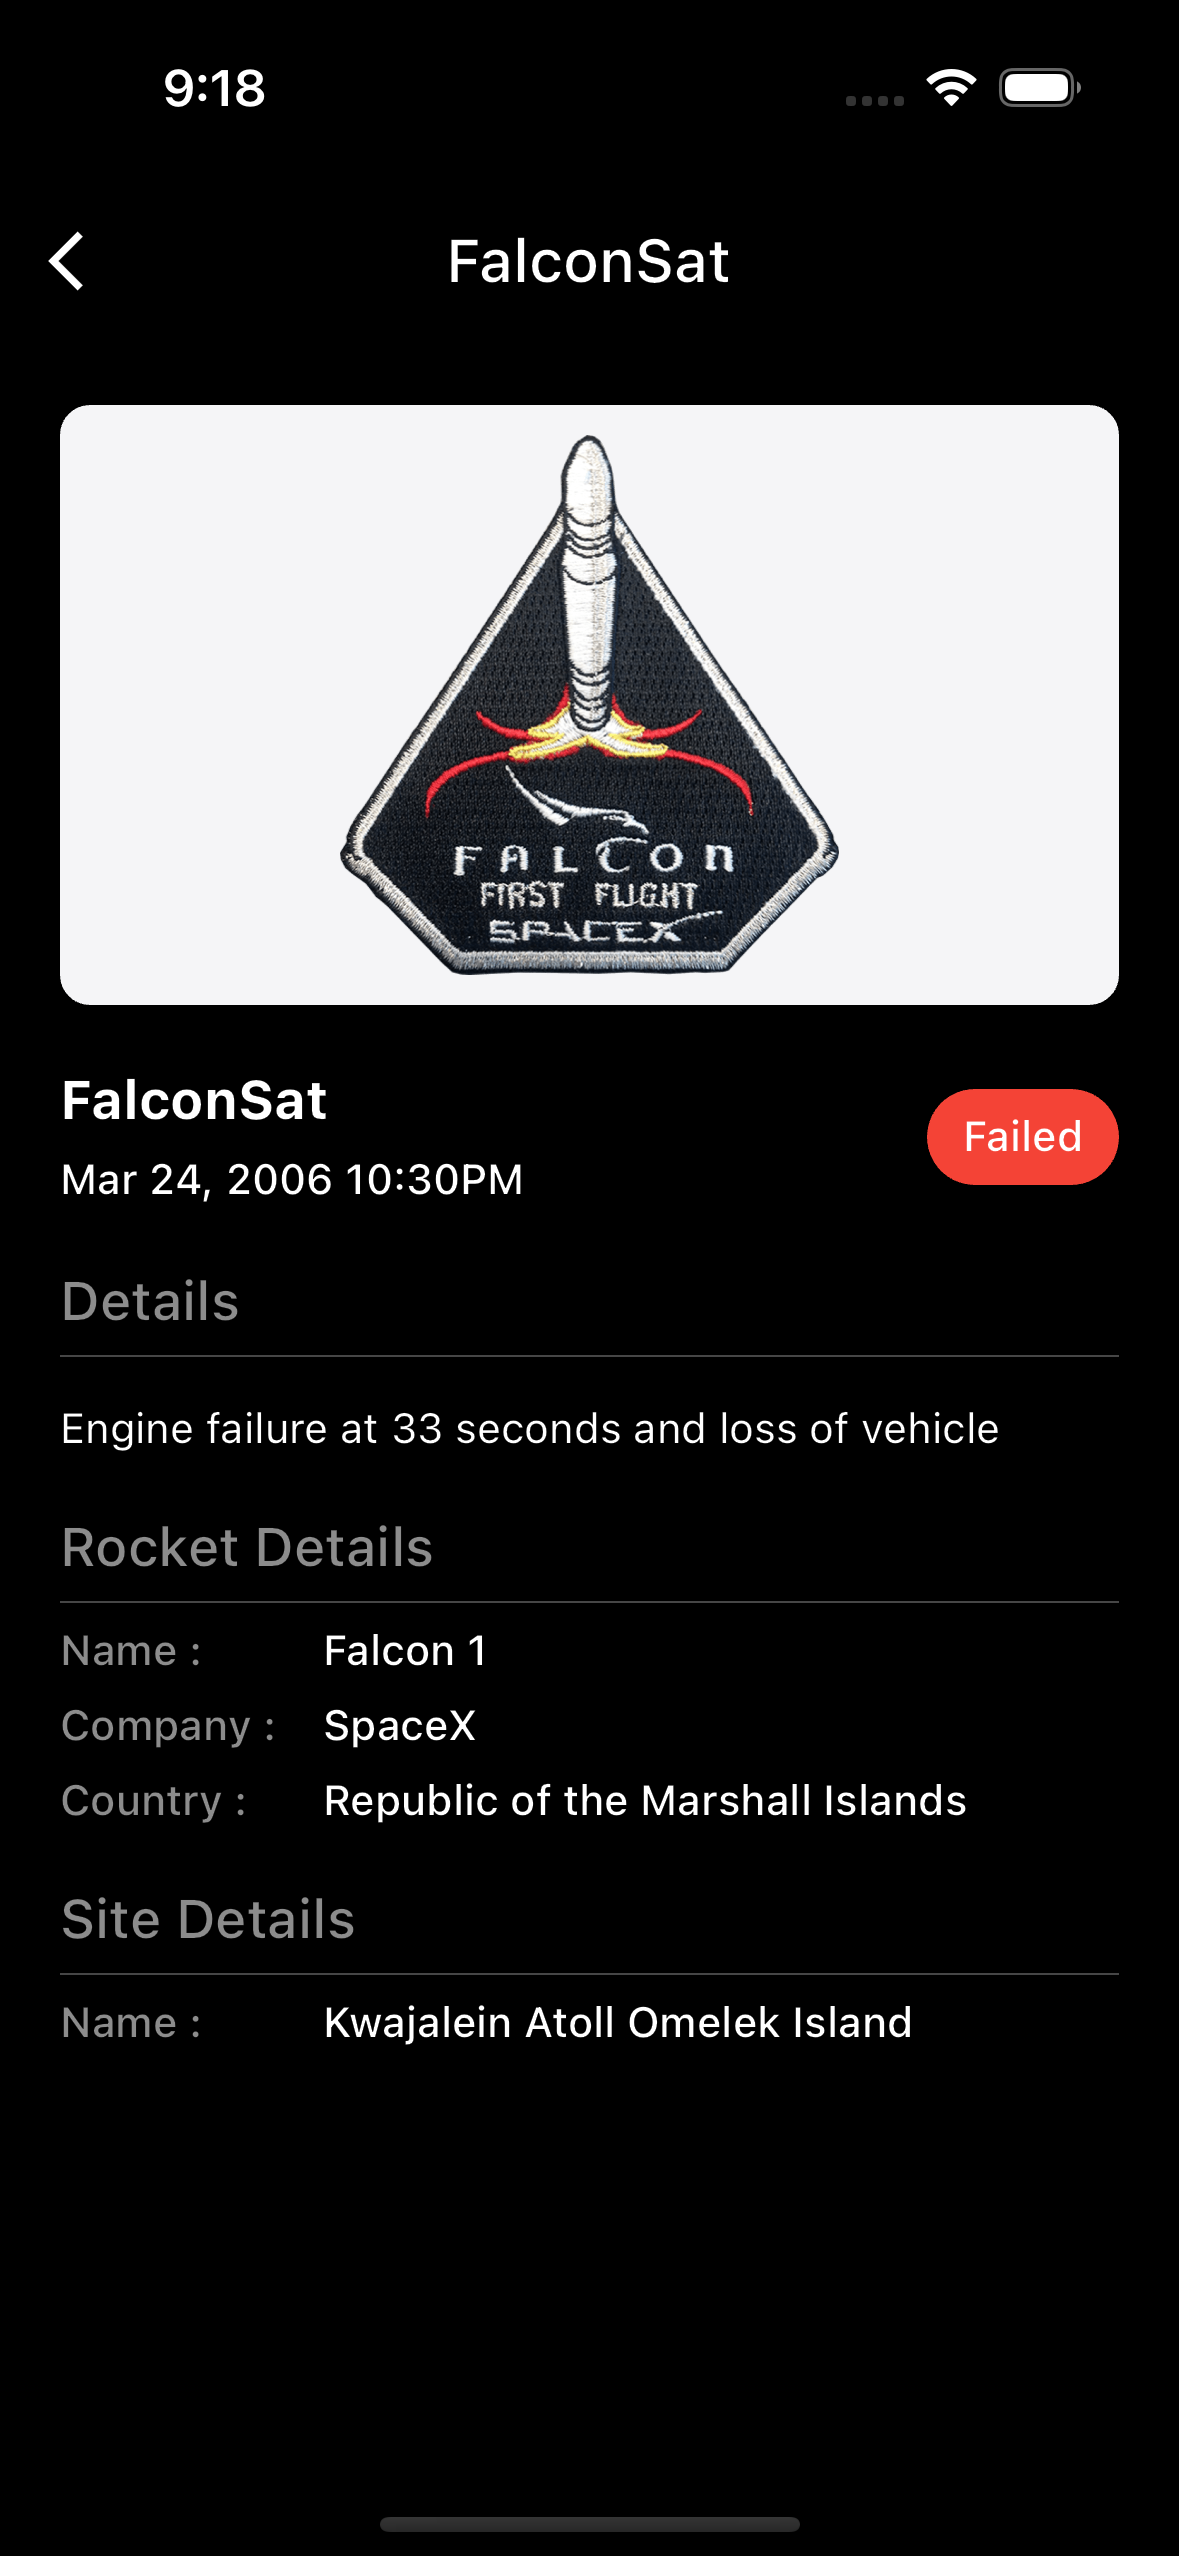 9:18
FalconSat
FALCON
FIRST FLIGHT
SPACEX
FalconSat
Failed
Mar 24, 2006 10:30PM
Details
Engine failure at 33 seconds and loss of vehicle
Rocket Details
Name : Falcon 1
Company : SpaceX
Country : Republic of the Marshall Islands
Site Details
Name : Kwajalein Atoll Omelek Island